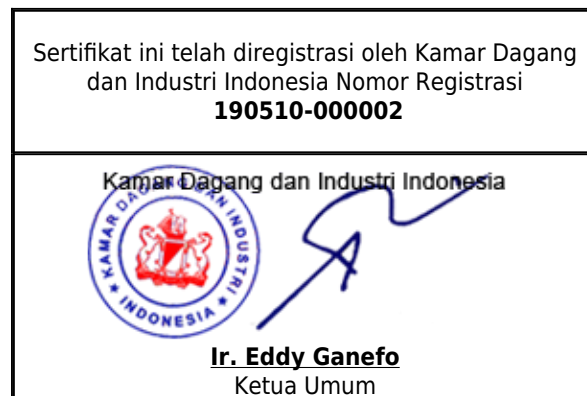 Sertifikat ini telah diregistrasi oleh Kamar Dagang
dan Industri Indonesia Nomor Registrasi
190510-000002
Kamar Dagang dan Industri Indonesia
KAMAR DAGANG DAN INDUSTRI
INDONESIA
Ir. Eddy Ganefo
Ketua Umum